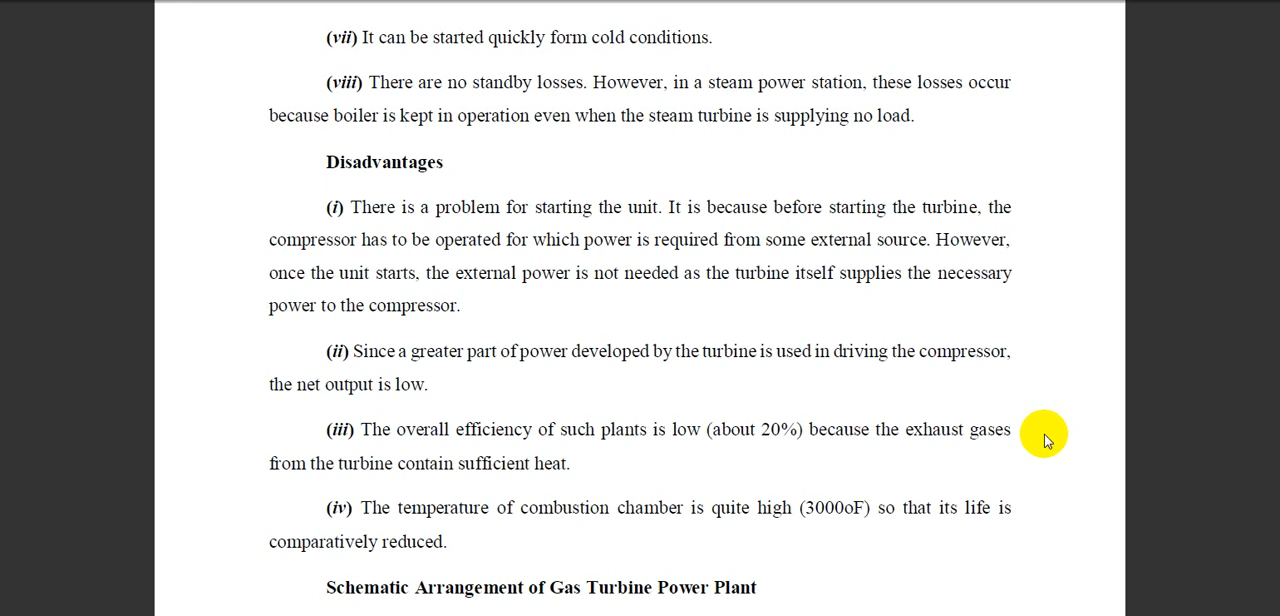 (vii) It can be started quickly form cold conditions.
(viii) There are no standby losses. However, in a steam power station, these losses occur
because boiler is kept in operation even when the steam turbine is supplying no load.
Disadvantages
(i) There is a problem for starting the unit. It is because before starting the turbine, the
compressor has to be operated for which power is required from some external source. However,
once the unit starts, the external power is not needed as the turbine itself supplies the necessary
power to the compressor.
(ii) Since a greater part of power developed by the turbine is used in driving the compressor,
the net output is low.
(iii) The overall efficiency of such plants is low (about 20%) because the exhaust gases
from the turbine contain sufficient heat.
(iv) The temperature of combustion chamber is quite high (3000oF) so that its life is
comparatively reduced.
Schematic Arrangement of Gas Turbine Power Plant